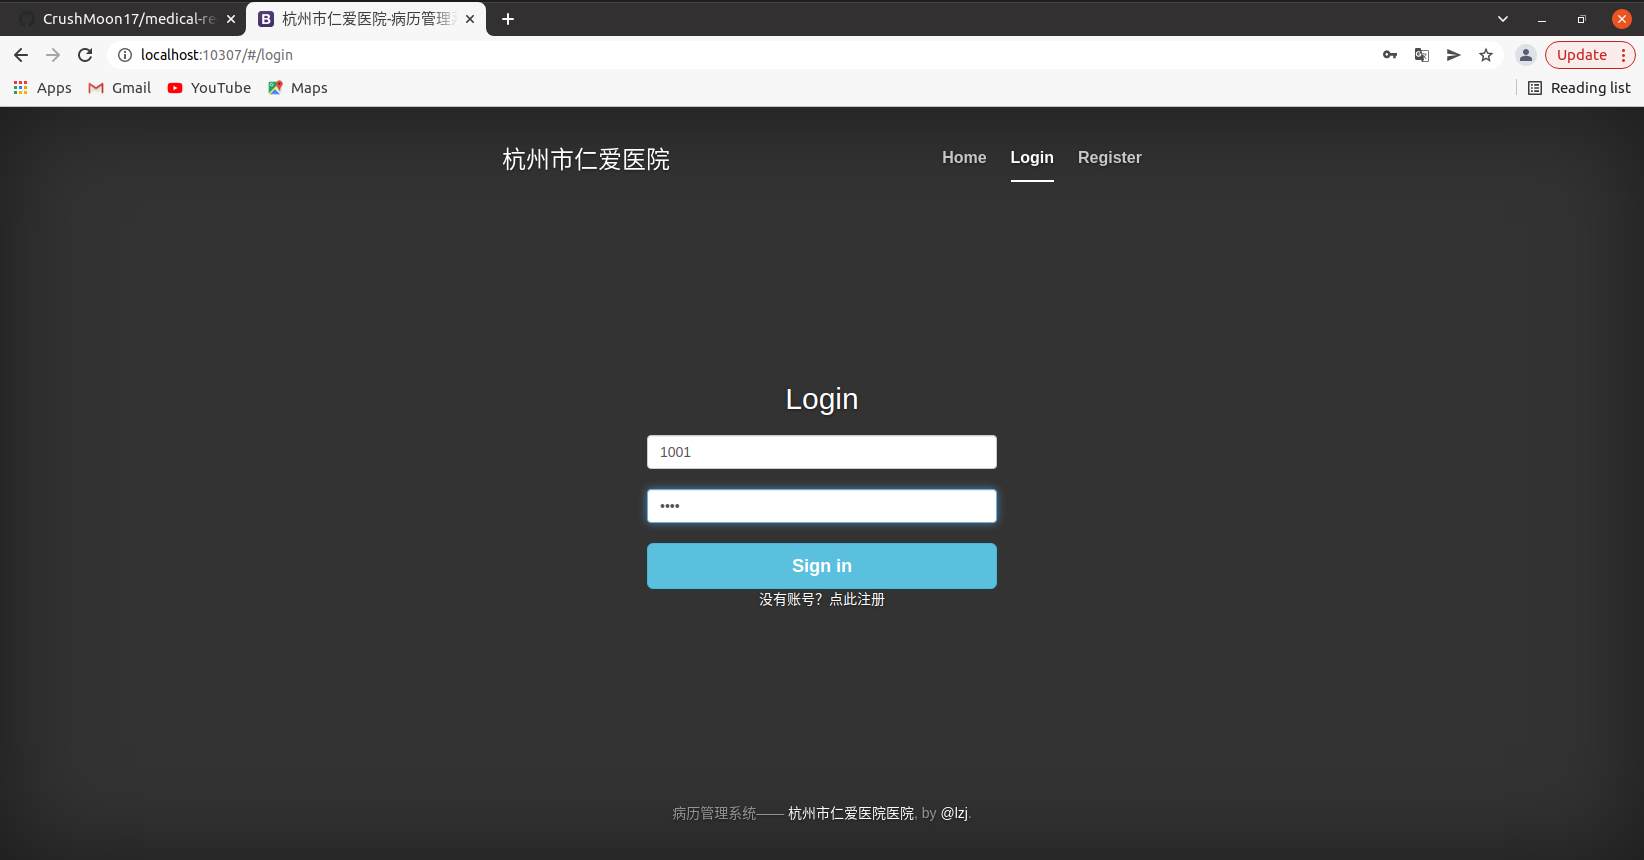 CrushMoon17/medical-re
杭州市仁爱医院-病历管理系
localhost:10307/#/login
Update
Apps
Gmail
YouTube
Maps
Reading list
杭州市仁爱医院
Home
Login
Register
Login
1001
••••
Sign in
没有账号？点此注册
病历管理系统—— 杭州市仁爱医院医院, by @lzj.